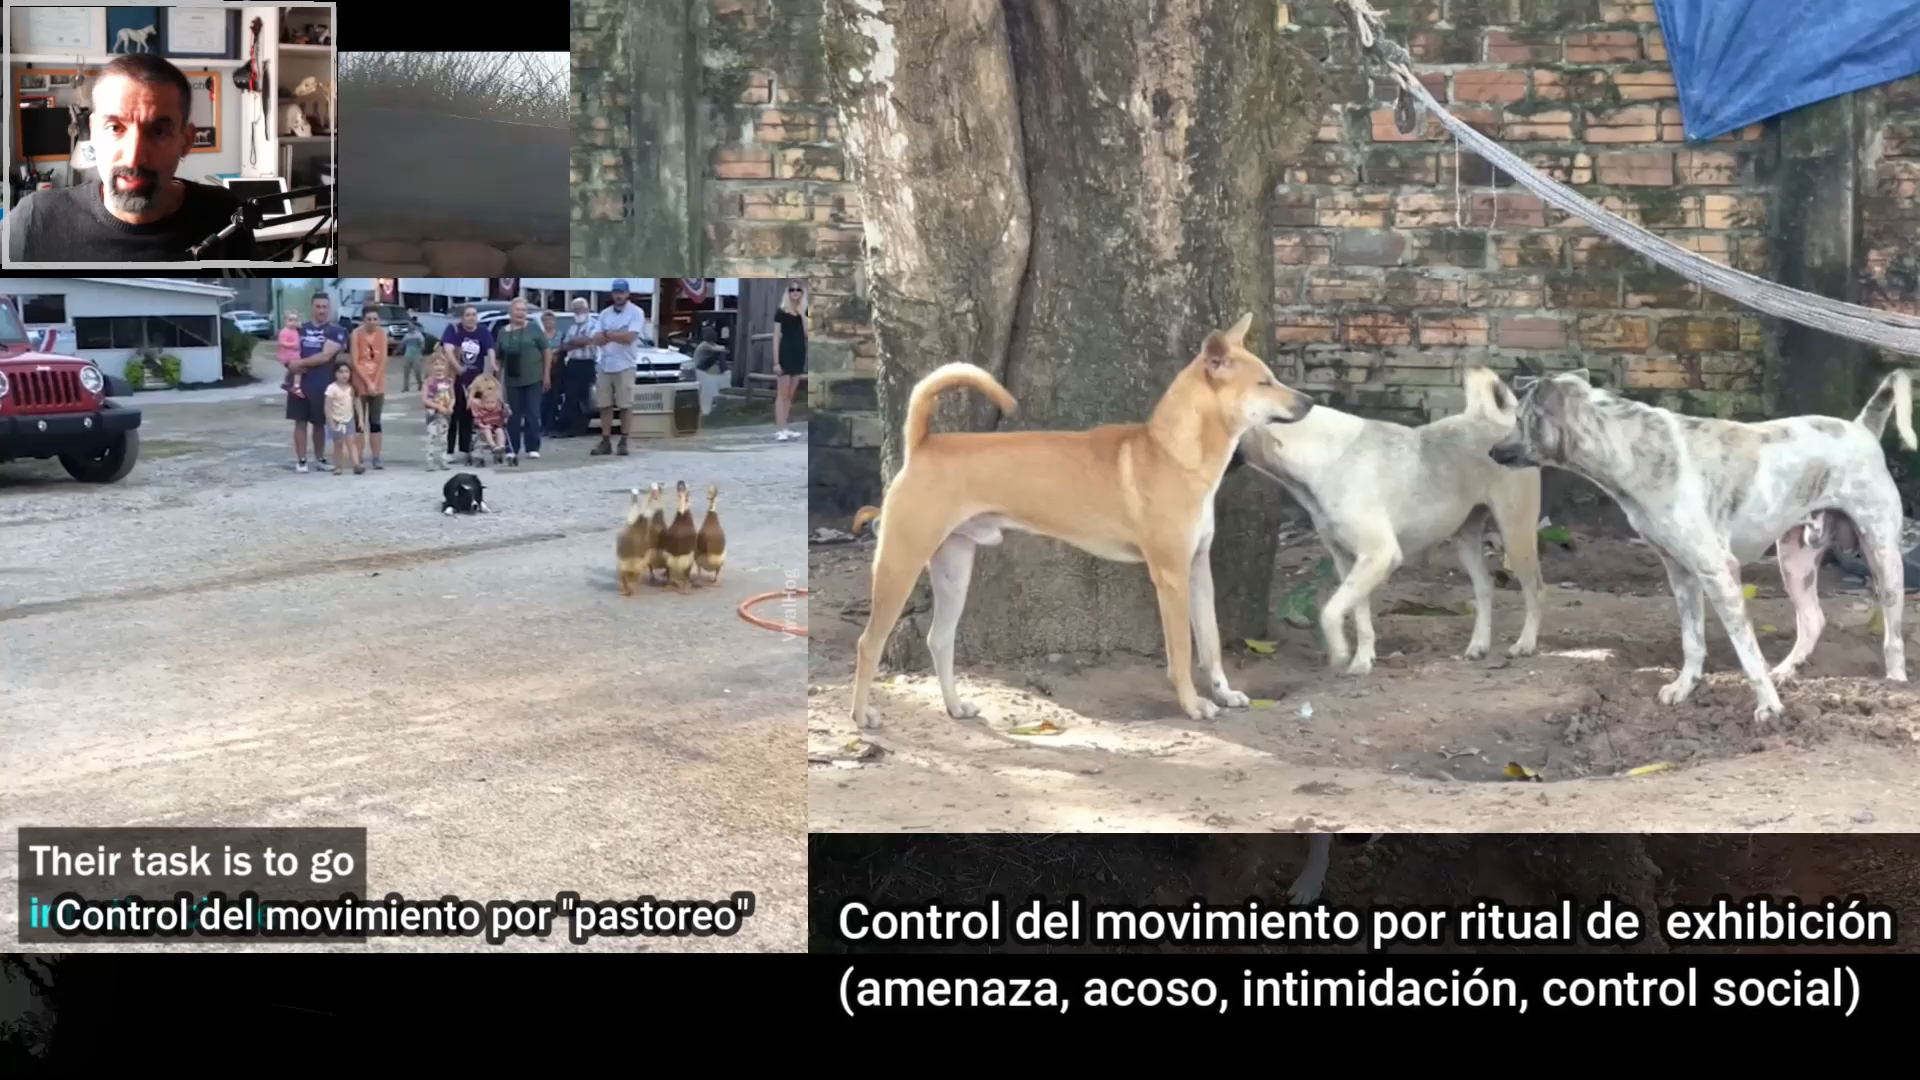 Their task is to go
Control del movimiento por "pastoreo"
ViralHog
Control del movimiento por ritual de exhibición
(amenaza, acoso, intimidación, control social)